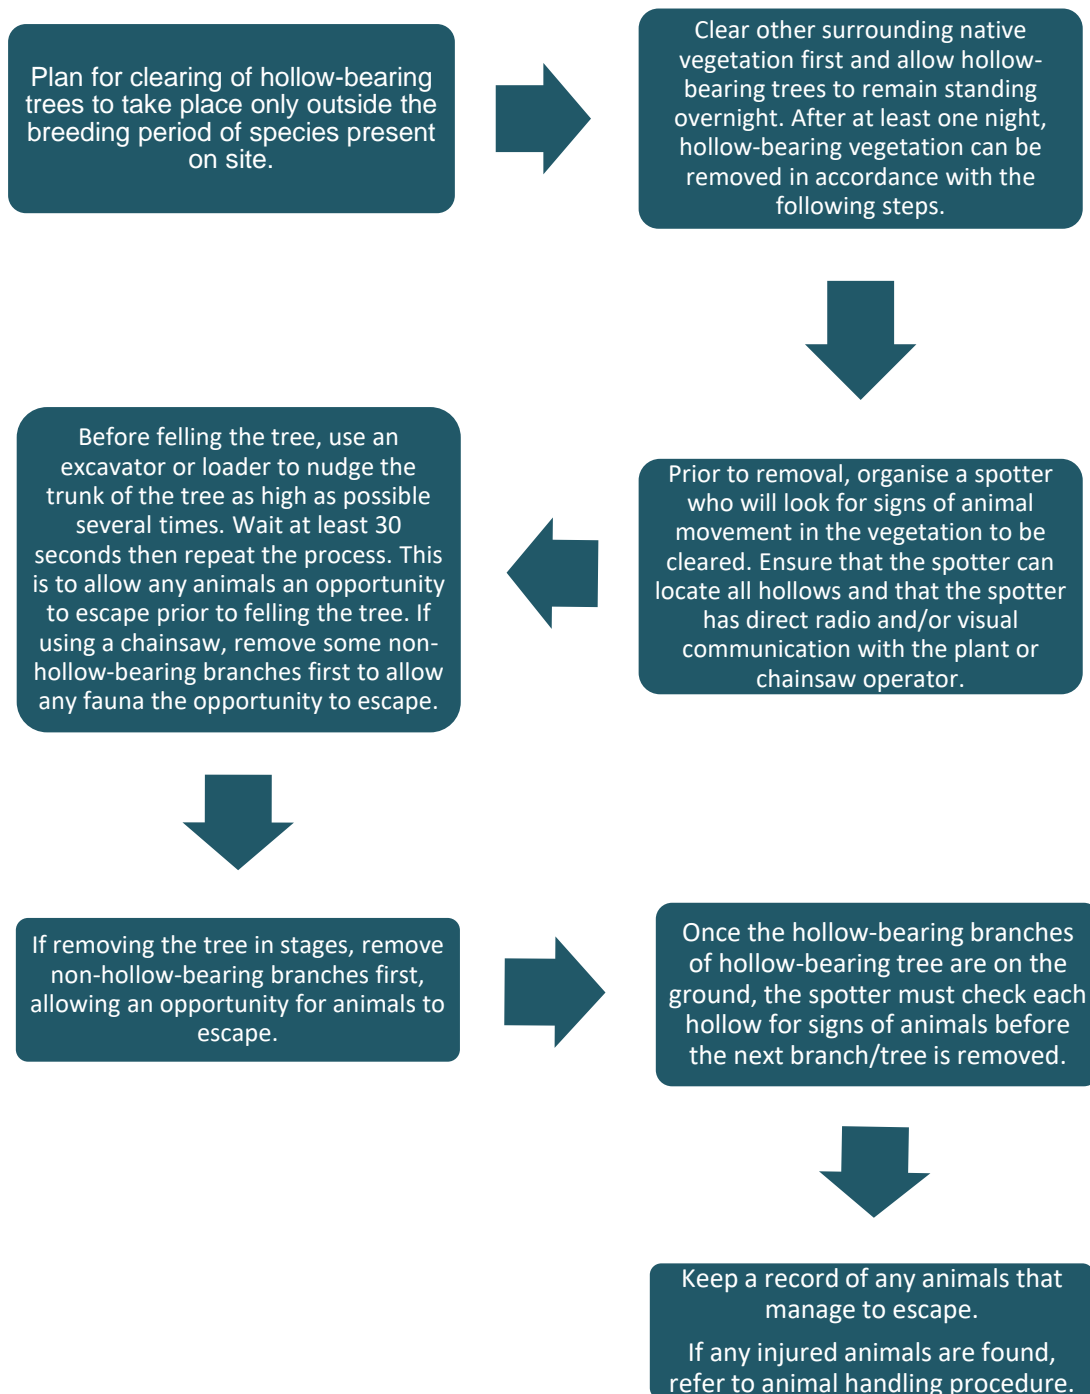 Plan for clearing of hollow-bearing
trees to take place only outside the
breeding period of species present
on site.
Clear other surrounding native
vegetation first and allow hollow-
bearing trees to remain standing
overnight. After at least one night,
hollow-bearing vegetation can be
removed in accordance with the
following steps.
Prior to removal, organise a spotter
who will look for signs of animal
movement in the vegetation to be
cleared. Ensure that the spotter can
locate all hollows and that the spotter
has direct radio and/or visual
communication with the plant or
chainsaw operator.
Before felling the tree, use an
excavator or loader to nudge the
trunk of the tree as high as possible
several times. Wait at least 30
seconds then repeat the process. This
is to allow any animals an opportunity
to escape prior to felling the tree. If
using a chainsaw, remove some non-
hollow-bearing branches first to allow
any fauna the opportunity to escape.
If removing the tree in stages, remove
non-hollow-bearing branches first,
allowing an opportunity for animals to
escape.
Once the hollow-bearing branches
of hollow-bearing tree are on the
ground, the spotter must check each
hollow for signs of animals before
the next branch/tree is removed.
Keep a record of any animals that
manage to escape.
If any injured animals are found,
refer to animal handling procedure.